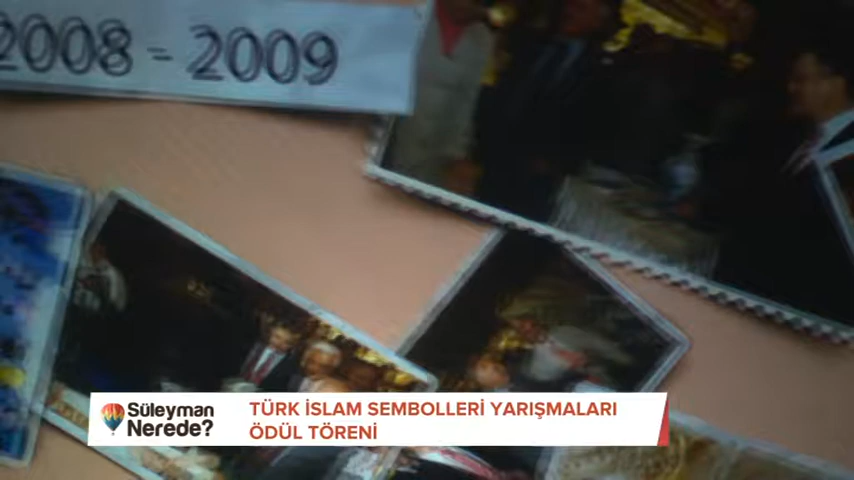 2008 - 2009
Süleyman
Nerede?
TÜRK İSLAM SEMBOLLERİ YARIŞMALARI
ÖDÜL TÖRENİ